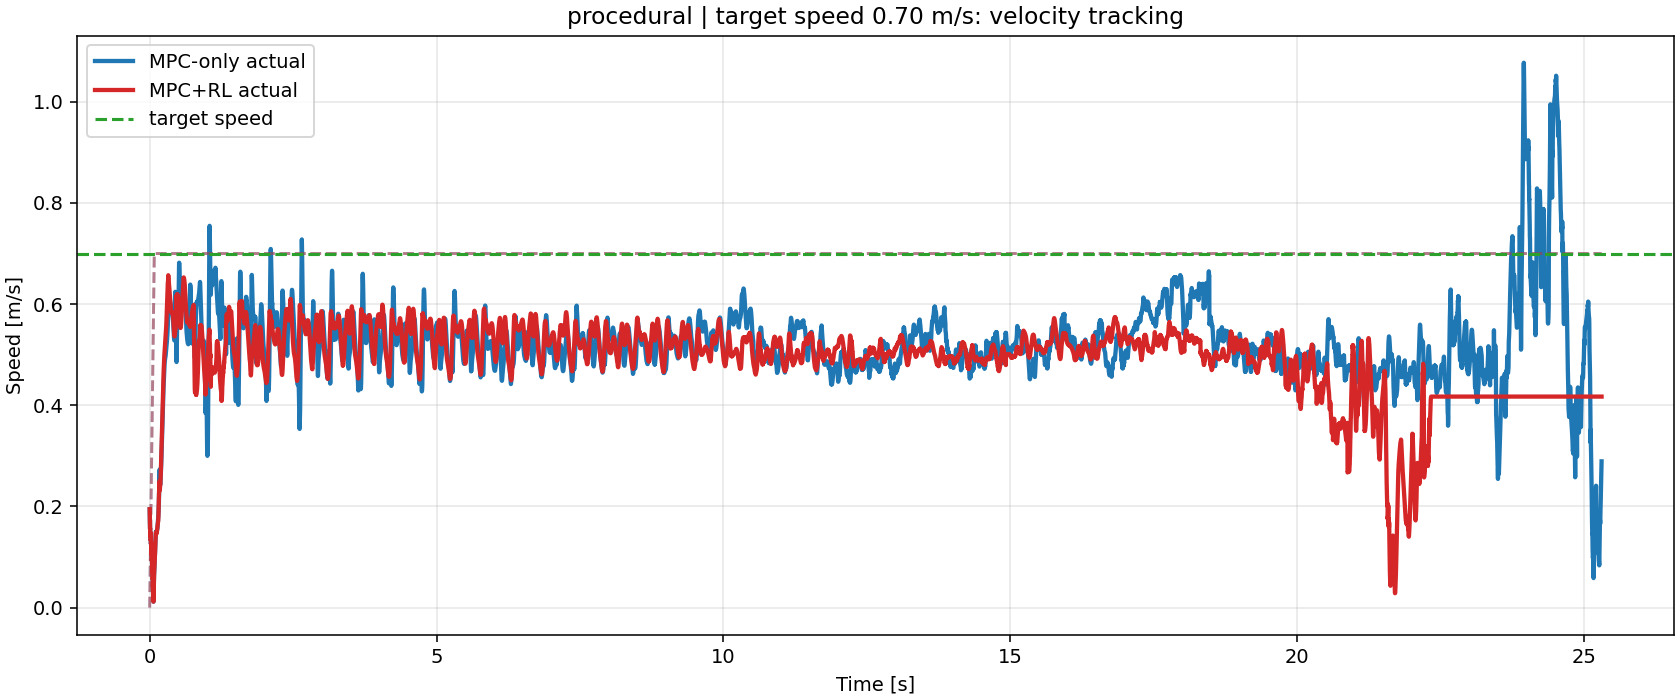 procedural | target speed 0.70 m/s: velocity tracking
MPC-only actual
MPC+RL actual
target speed
Speed [m/s]
1.0
0.8
0.6
0.4
0.2
0.0
0
5
10
15
20
25
Time [s]